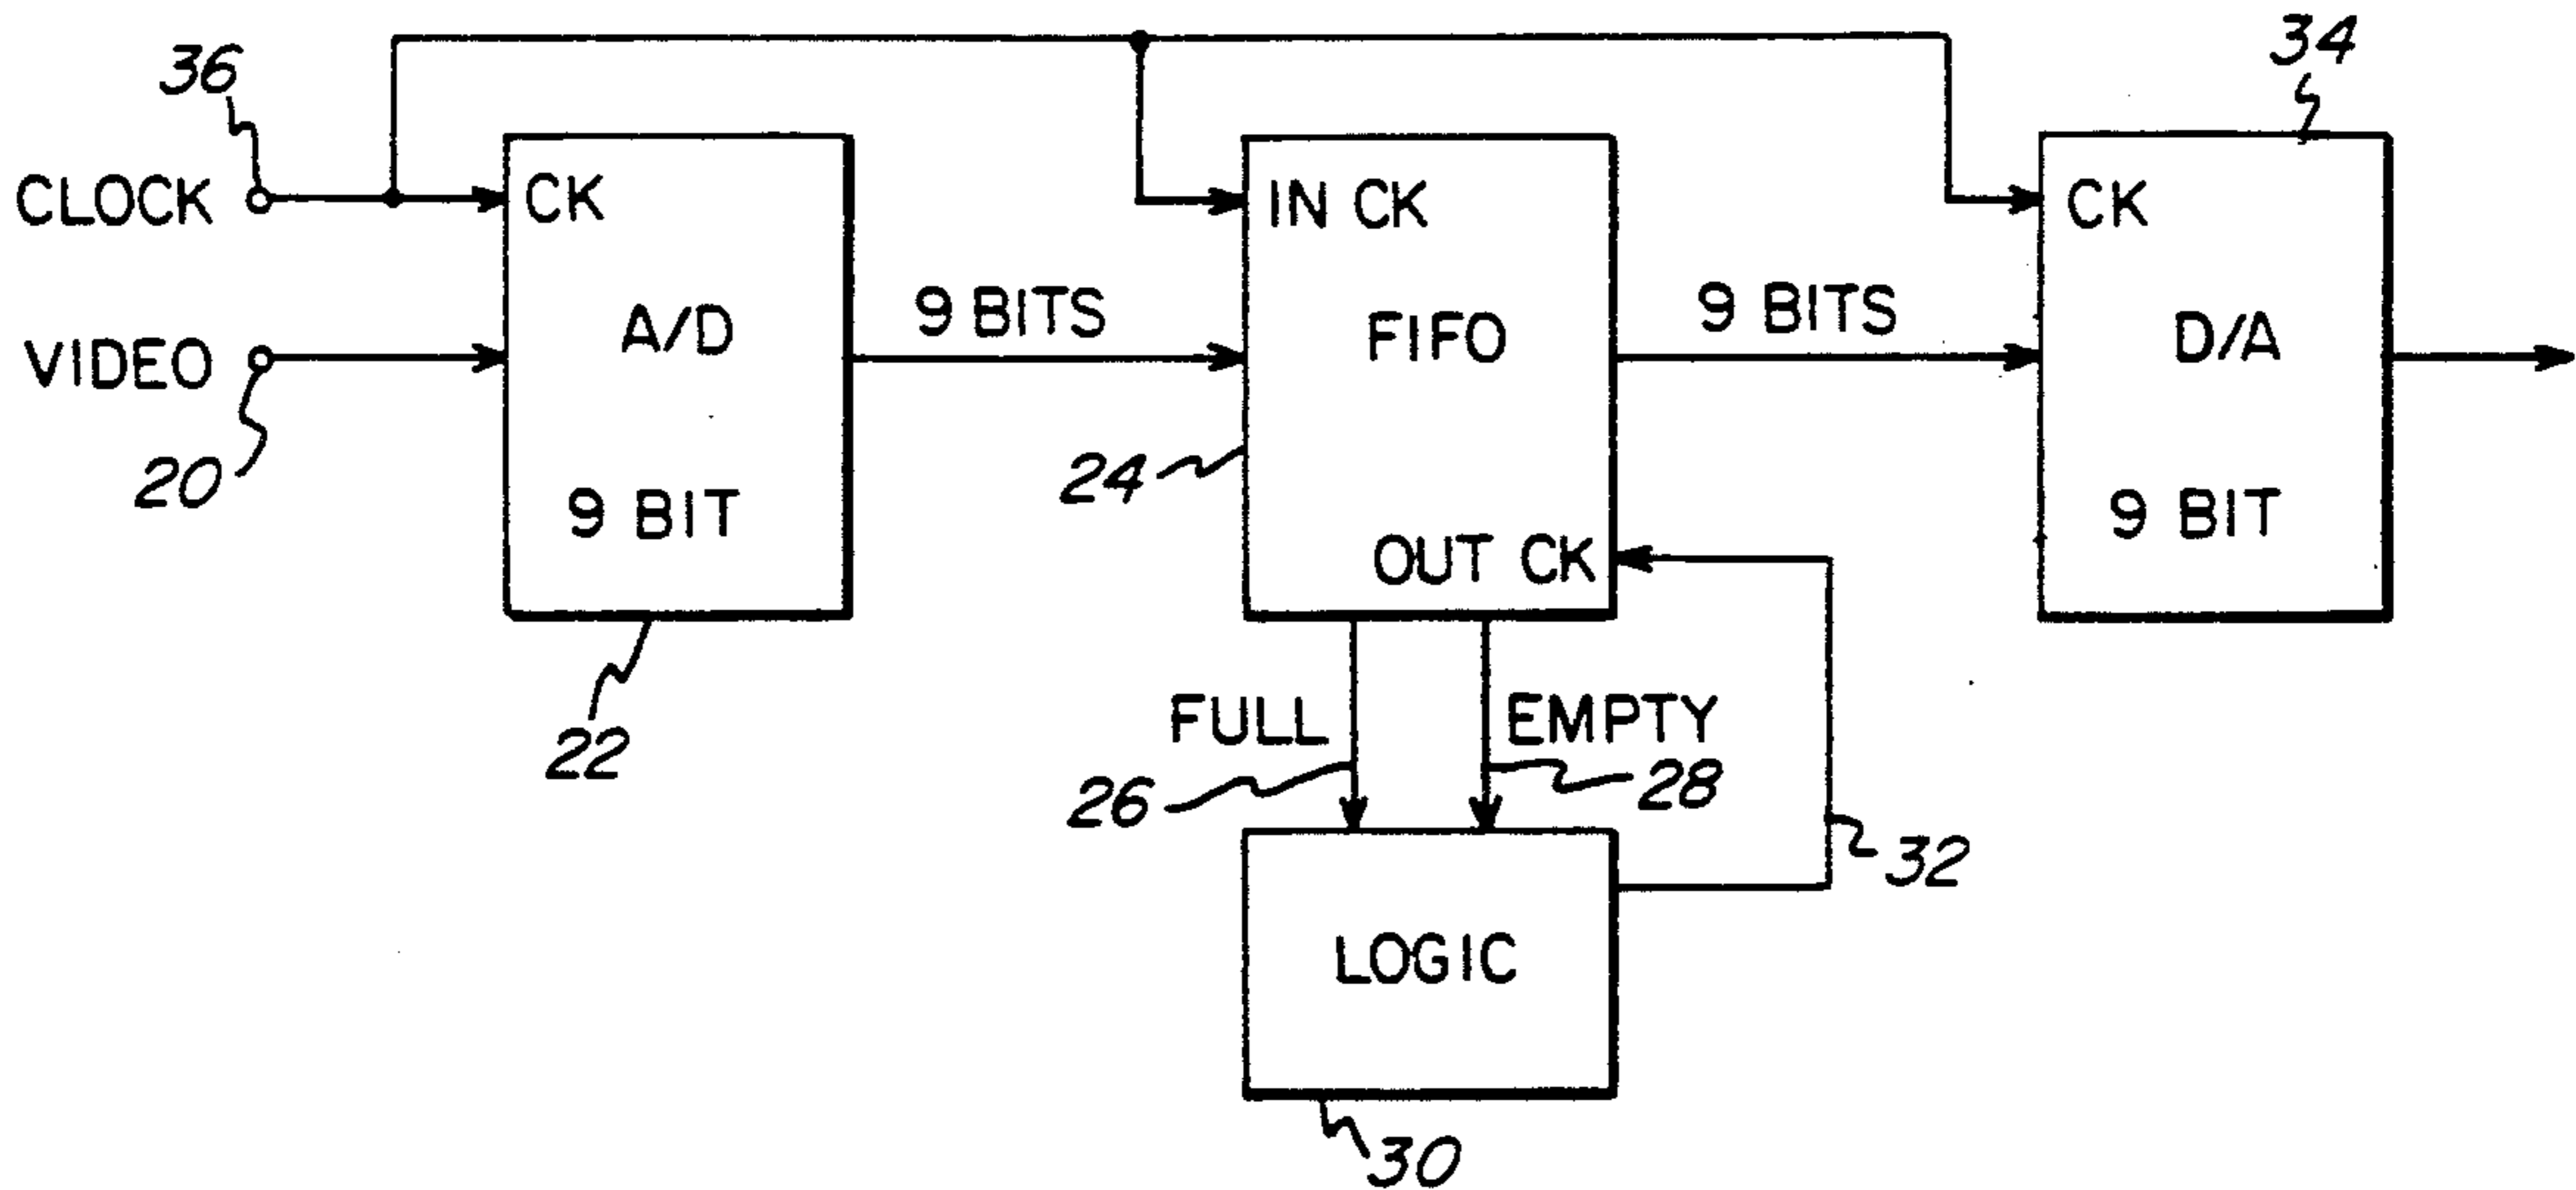 36
34
CLOCK
CK
IN CK
CK
VIDEO
A/D
9 BITS
FIFO
9 BITS
D/A
20
9 BIT
24
OUT CK
9 BIT
22
FULL
EMPTY
26
28
32
LOGIC
30